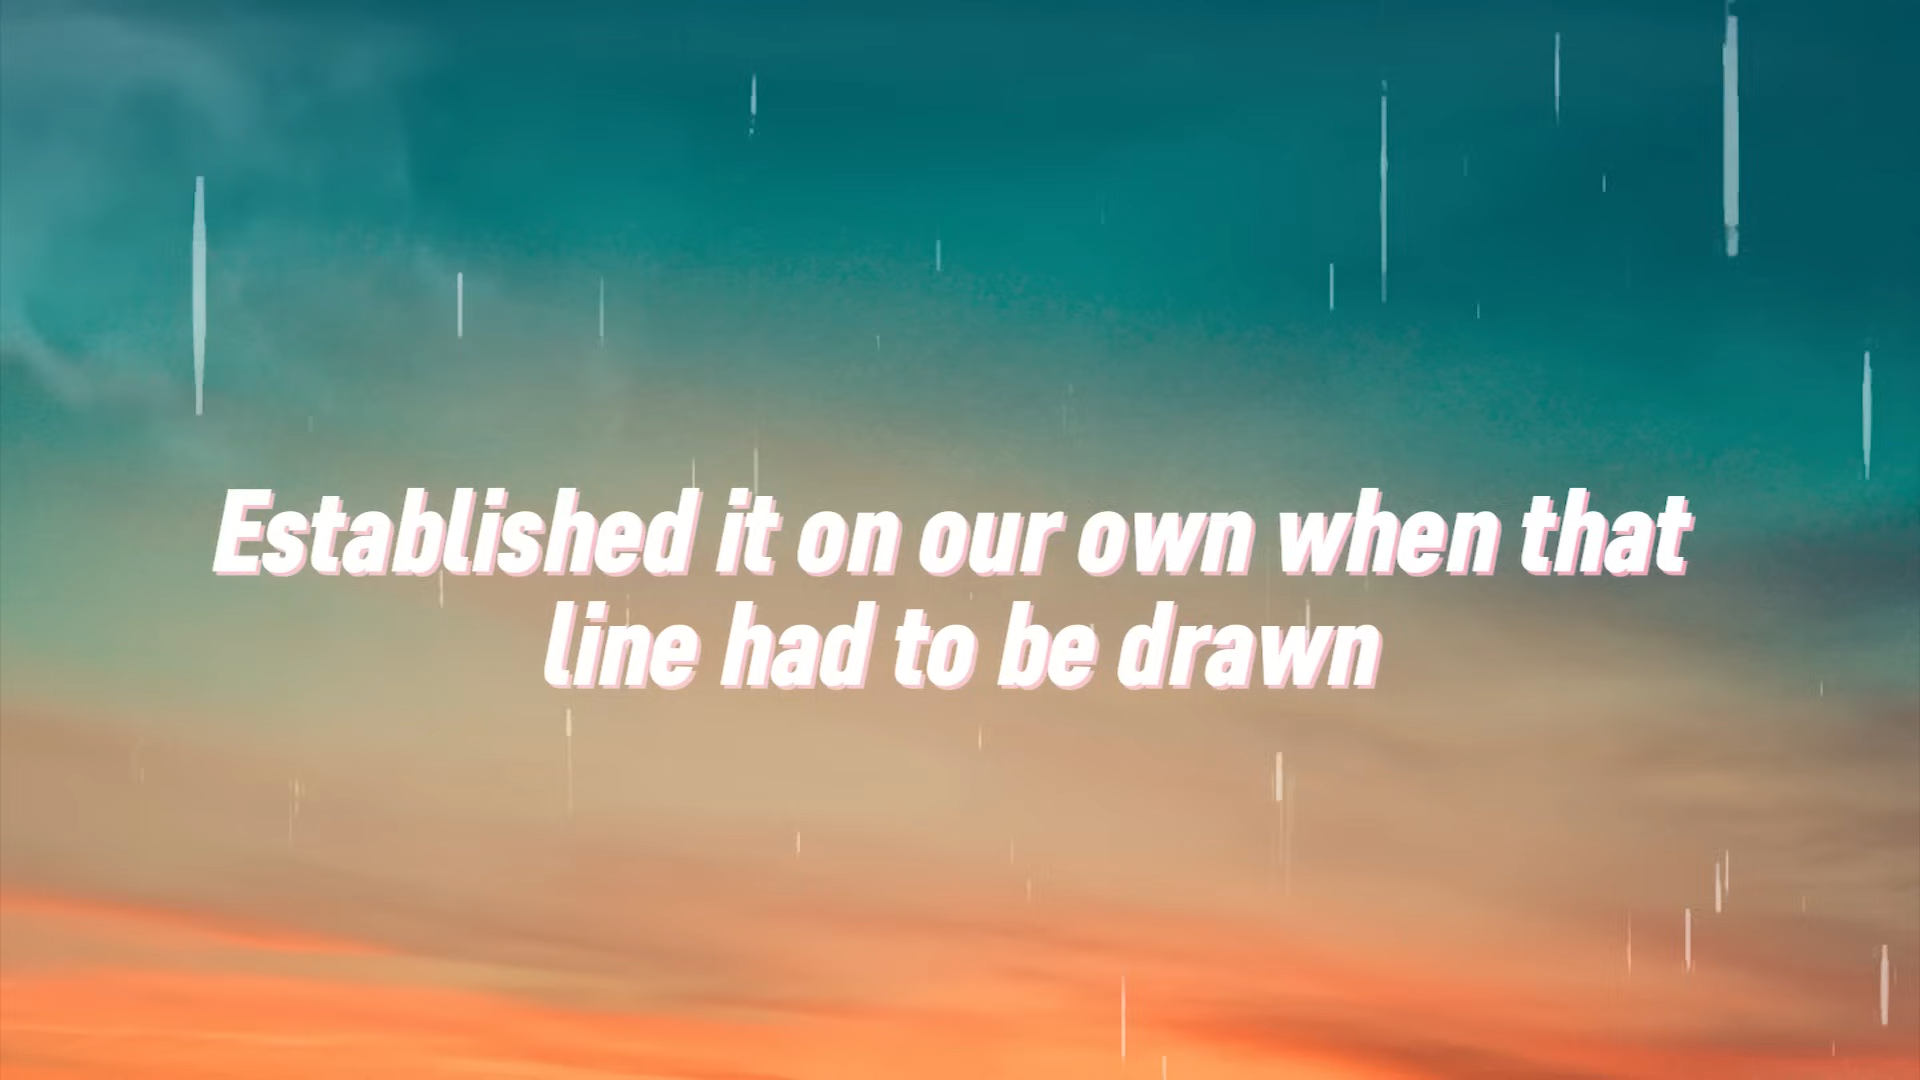 Established it on our own when that
line had to be drawn